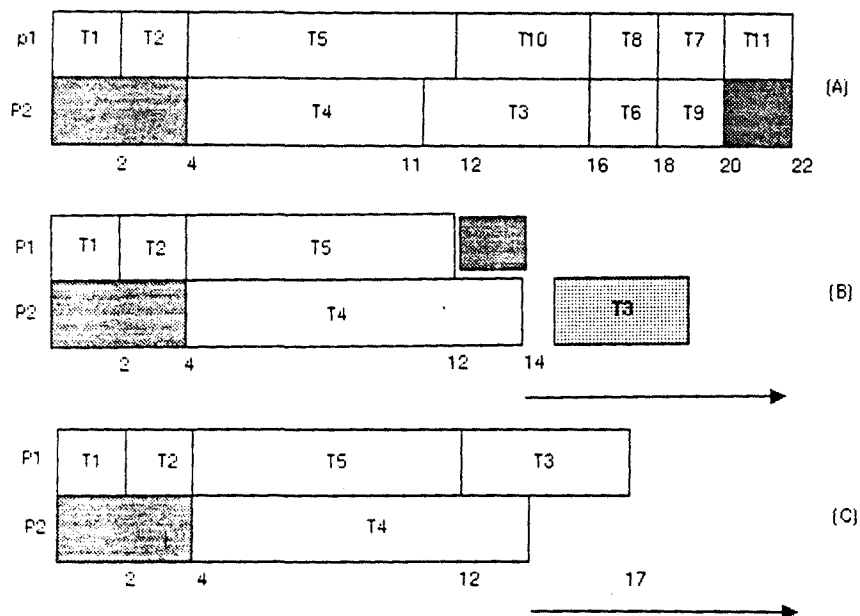 p1 T1 T2 T5 T10 T8 T7 T11
(A)
P2 T4 T3 T6 T9
2 4 11 12 16 18 20 22
P1 T1 T2 T5
(B)
P2 T4 T3
2 4 12 14
P1 T1 T2 T5 T3
(C)
P2 T4
2 4 12 17